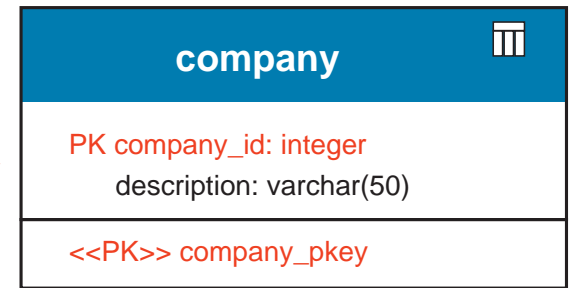 company
PK company_id: integer
description: varchar(50)
<<PK>> company_pkey